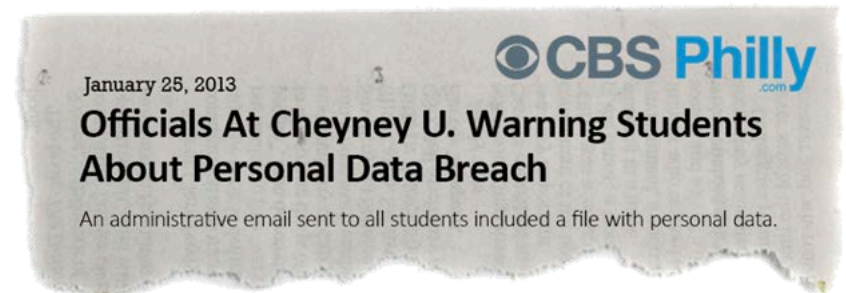 CBS Philly
.com
January 25, 2013
Officials At Cheyney U. Warning Students
About Personal Data Breach
An administrative email sent to all students included a file with personal data.